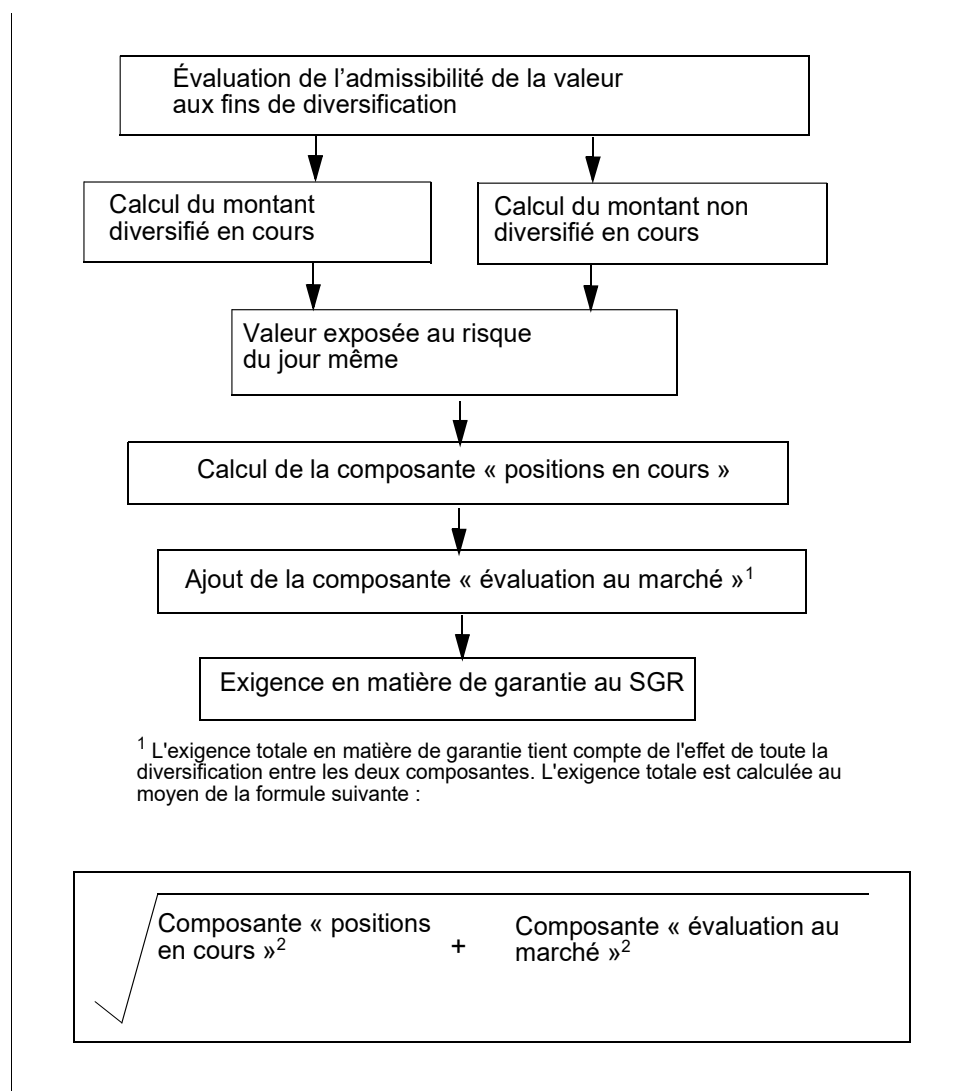 Évaluation de l’admissibilité de la valeur
aux fins de diversification
Calcul du montant
diversifié en cours
Calcul du montant non
diversifié en cours
Valeur exposée au risque
du jour même
Calcul de la composante « positions en cours »
Ajout de la composante « évaluation au marché »¹
Exigence en matière de garantie au SGR
¹ L'exigence totale en matière de garantie tient compte de l'effet de toute la
diversification entre les deux composantes. L'exigence totale est calculée au
moyen de la formule suivante :
Composante « positions
en cours »²
+
Composante « évaluation au
marché »²